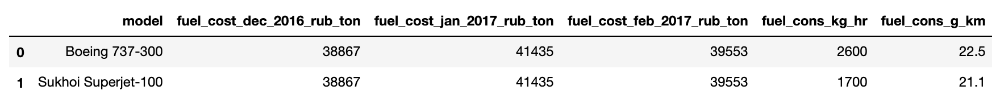 model fuel_cost_dec_2016_rub_ton fuel_cost_jan_2017_rub_ton fuel_cost_feb_2017_rub_ton fuel_cons_kg_hr fuel_cons_g_km
0 Boeing 737-300 38867 41435 39553 2600 22.5
1 Sukhoi Superjet-100 38867 41435 39553 1700 21.1